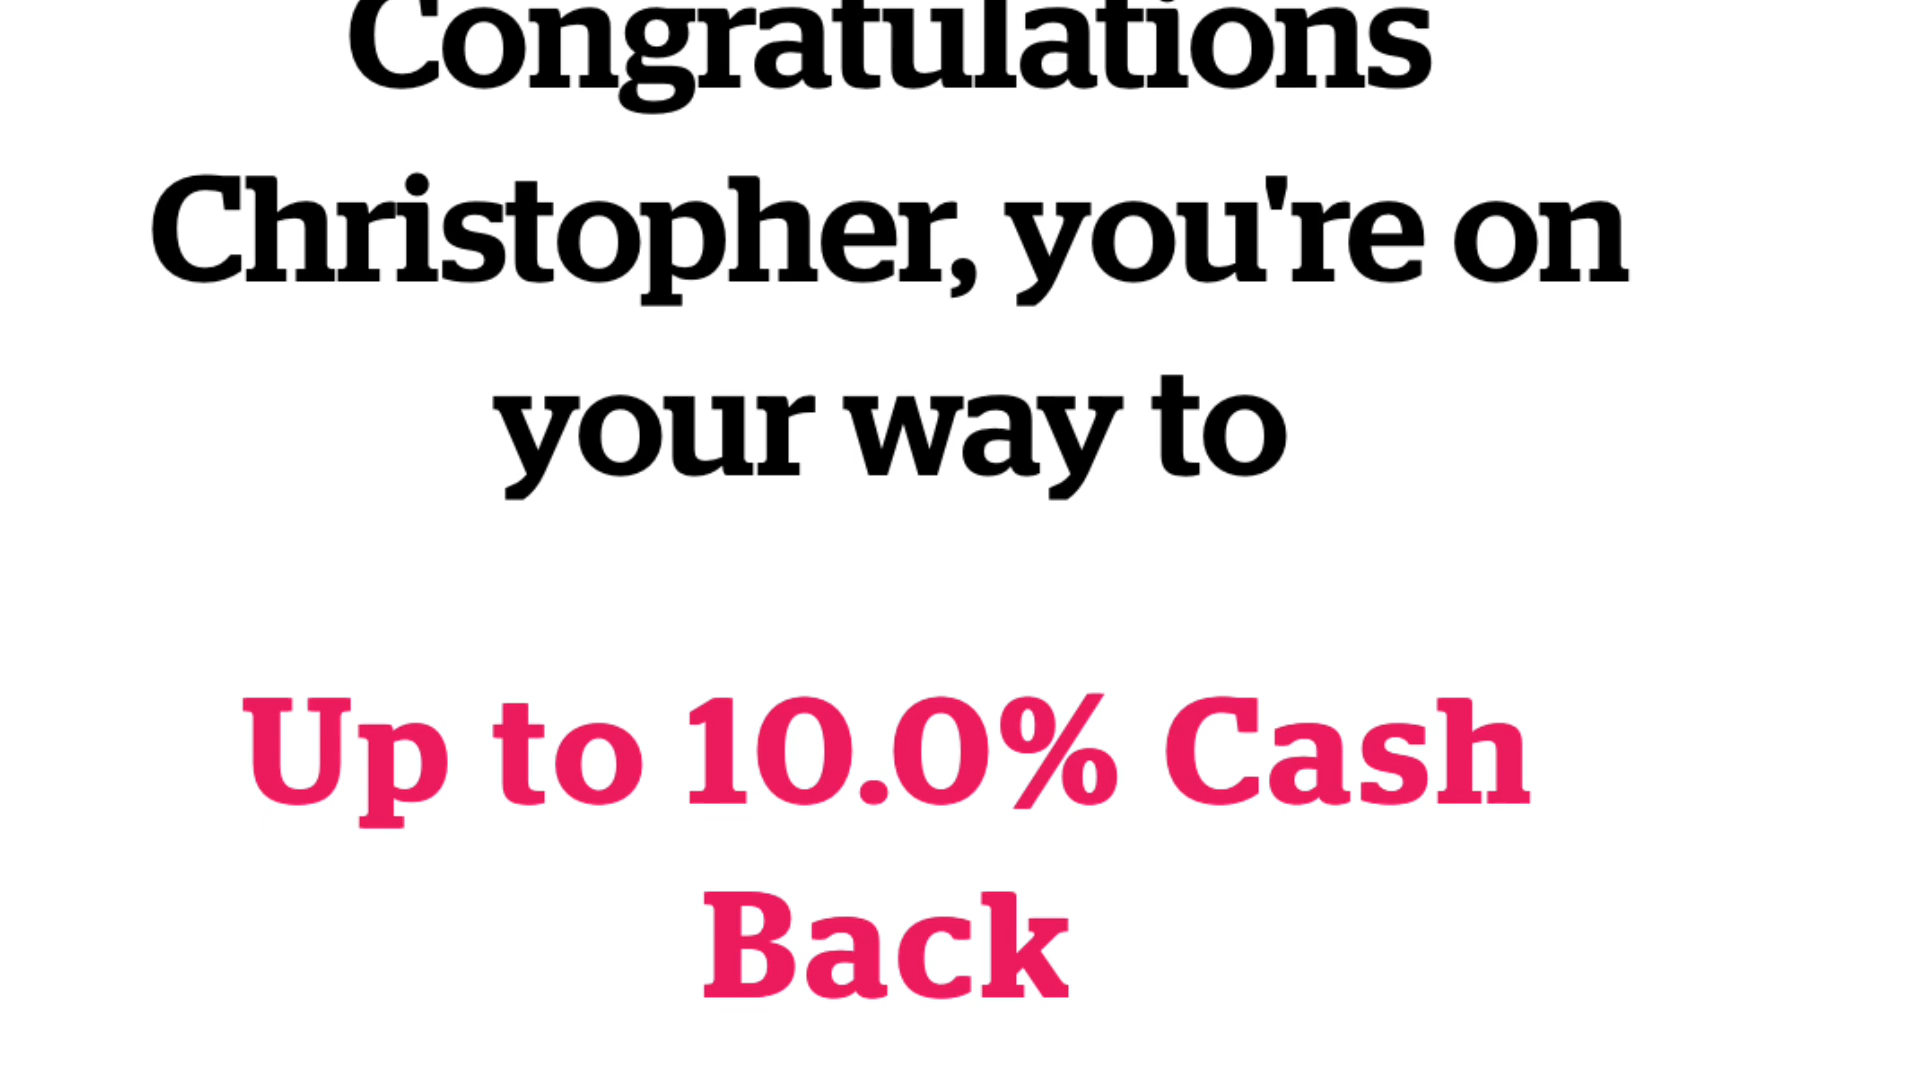 Congratulations
Christopher, you're on
your way to
Up to 10.0% Cash
Back